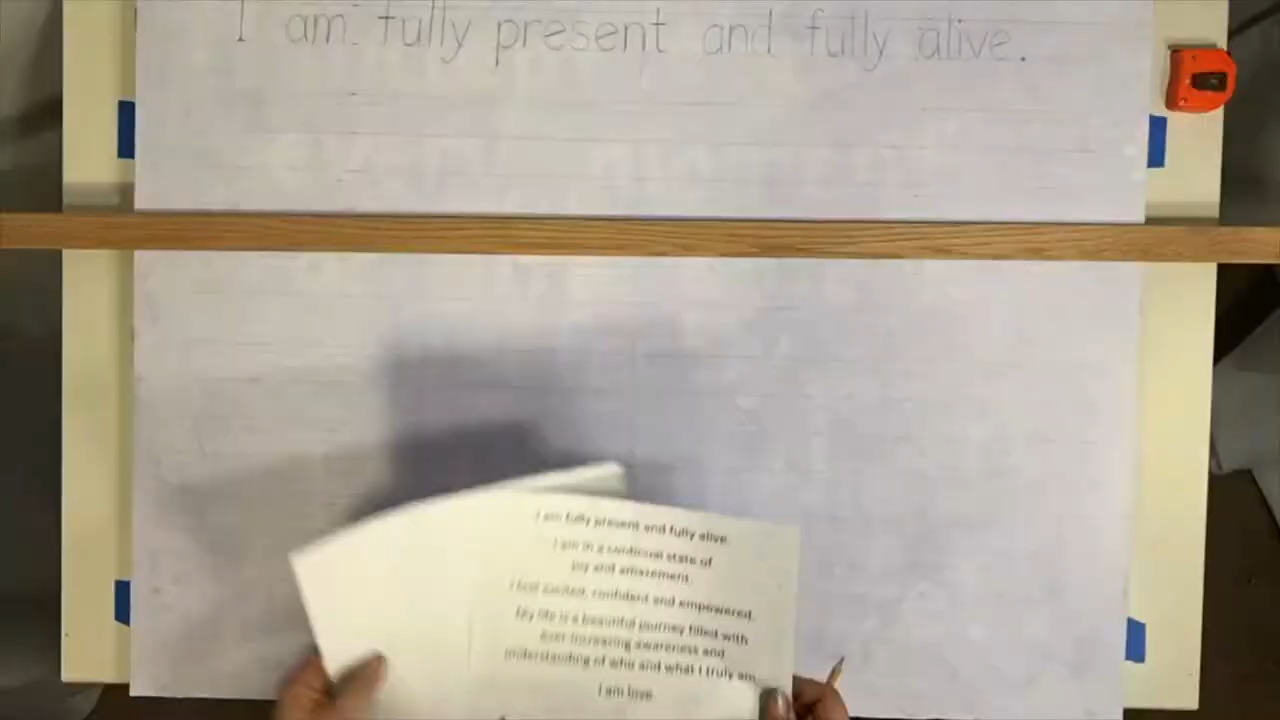 I am fully present and fully alive.
I am fully present and fully alive.
I am in a continual state of
joy and amazement.
I feel excited, confident and empowered.
My life is a beautiful journey filled with
ever increasing awareness and
understanding of who and what I truly am.
I am love.